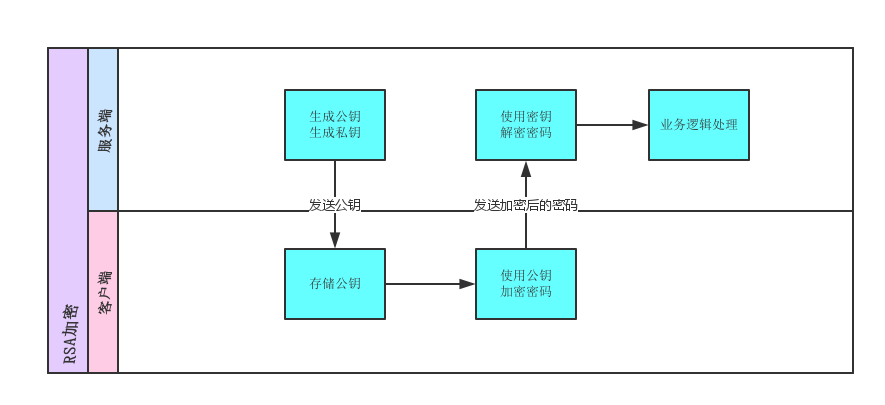 RSA加密
服务端
生成公钥
生成私钥
使用密钥
解密密码
业务逻辑处理
发送公钥
发送加密后的密码
客户端
存储公钥
使用公钥
加密密码